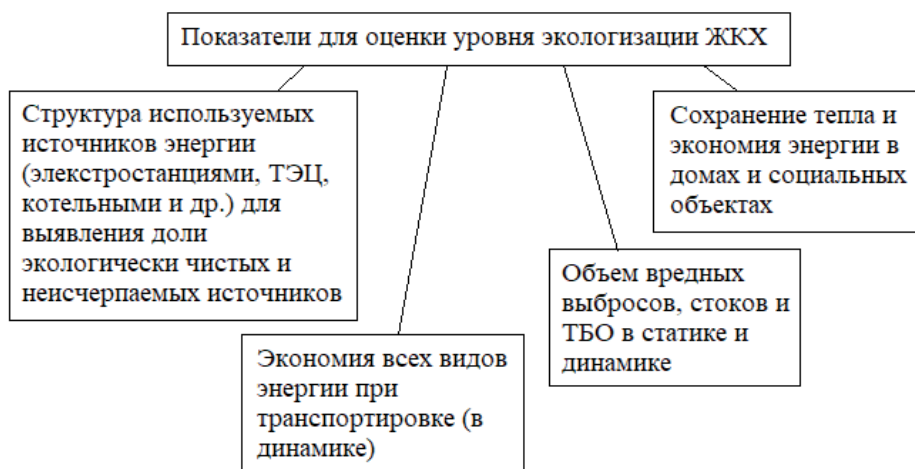 Показатели для оценки уровня экологизации ЖКХ
Структура используемых
источников энергии
(элекстростанциями, ТЭЦ,
котельными и др.) для
выявления доли
экологически чистых и
неисчерпаемых источников
Экономия всех видов
энергии при
транспортировке (в
динамике)
Объем вредных
выбросов, стоков и
ТБО в статике и
динамике
Сохранение тепла и
экономия энергии в
домах и социальных
объектах